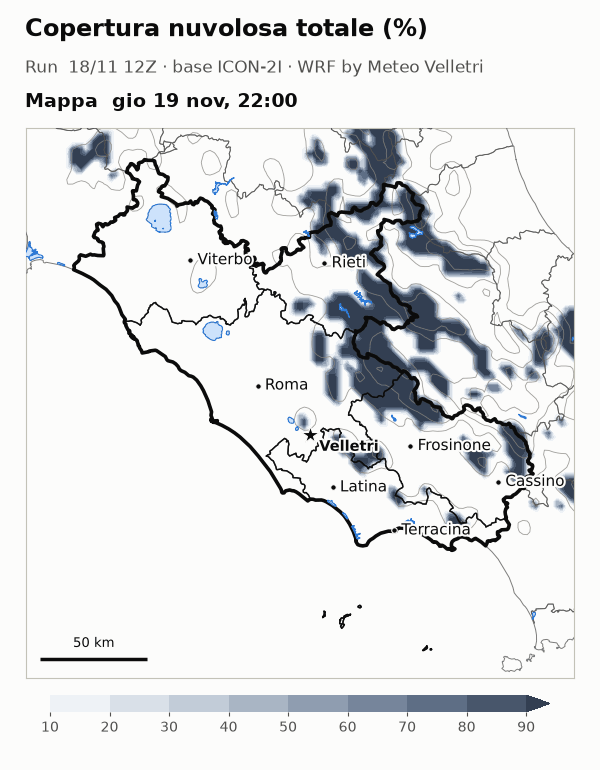 Copertura nuvolosa totale (%)
Run  18/11 12Z · base ICON-2I · WRF by Meteo Velletri
Mappa  gio 19 nov, 22:00
Viterbo
Rieti
Roma
Velletri
Frosinone
Latina
Cassino
Terracina
50 km
10 20 30 40 50 60 70 80 90